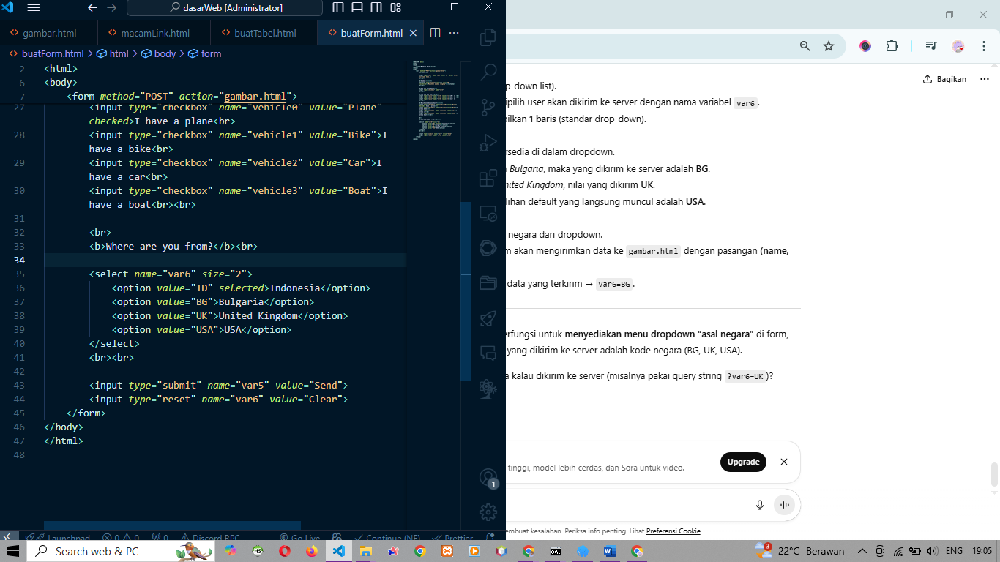 dasarWeb [Administrator]
gambar.html
macamLink.html
buatTabel.html
buatForm.html
buatForm.html > html > body > form
2 <html>
6 <body>
7 <form method="POST" action="gambar.html">
27 <input type="checkbox" name="vehicle0" value="Plane"
checked>I have a plane<br>
28 <input type="checkbox" name="vehicle1" value="Bike">I
have a bike<br>
29 <input type="checkbox" name="vehicle2" value="Car">I
have a car<br>
30 <input type="checkbox" name="vehicle3" value="Boat">I
have a boat<br><br>
31
32 <br>
33 <b>Where are you from?</b><br>
34
35 <select name="var6" size="2">
36 <option value="ID" selected>Indonesia</option>
37 <option value="BG">Bulgaria</option>
38 <option value="UK">United Kingdom</option>
39 <option value="USA">USA</option>
40 </select>
41 <br><br>
42
43 <input type="submit" name="var5" value="Send">
44 <input type="reset" name="var6" value="Clear">
45 </form>
46 </body>
47 </html>
48
1
Launchpad 0 0 0 Discord RPC Go Live Continue (NE) Prettier
Bagikan
p-down list).
ipilih user akan dikirim ke server dengan nama variabel var6.
pilkan 1 baris (standar drop-down).
rsedia di dalam dropdown.
Bulgaria, maka yang dikirim ke server adalah BG.
nited Kingdom, nilai yang dikirim UK.
ilihan default yang langsung muncul adalah USA.
negara dari dropdown.
m akan mengirimkan data ke gambar.html dengan pasangan (name,
data yang terkirim → var6=BG.
erfungsi untuk menyediakan menu dropdown “asal negara” di form,
yang dikirim ke server adalah kode negara (BG, UK, USA).
a kalau dikirim ke server (misalnya pakai query string ?var6=UK)?
tinggi, model lebih cerdas, dan Sora untuk video.
Upgrade
embuat kesalahan. Periksa info penting. Lihat Preferensi Cookie.
Search web & PC
3
22°C Berawan
ENG
19:05